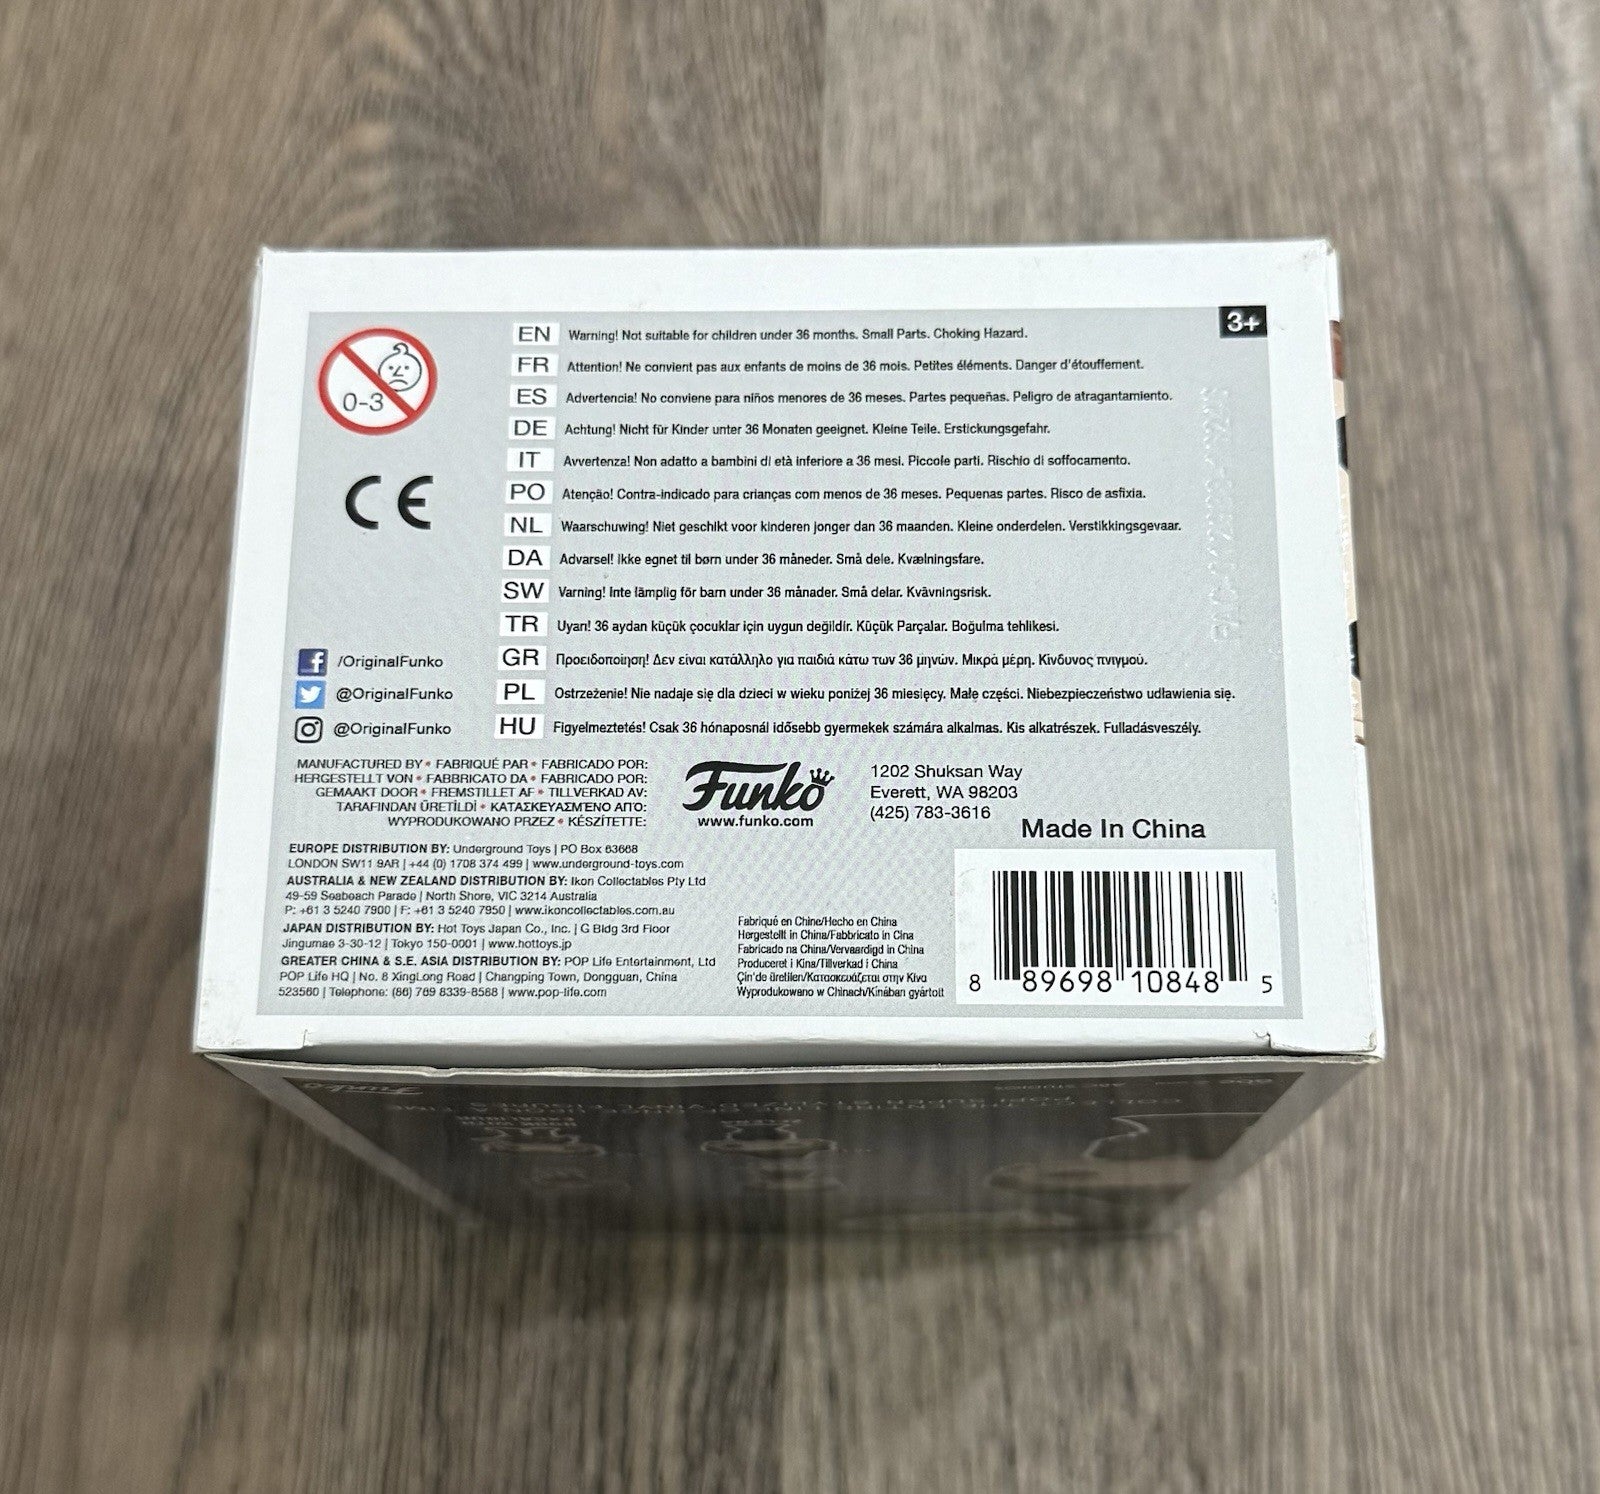 0-3
CE
3+
EN Warning! Not suitable for children under 36 months. Small Parts. Choking Hazard.
FR Attention! Ne convient pas aux enfants de moins de 36 mois. Petites éléments. Danger d'étouffement.
ES Advertencia! No conviene para niños menores de 36 meses. Partes pequeñas. Peligro de atragantamiento.
DE Achtung! Nicht für Kinder unter 36 Monaten geeignet. Kleine Teile. Erstickungsgefahr.
IT Avvertenza! Non adatto a bambini di età inferiore a 36 mesi. Piccole parti. Rischio di soffocamento.
PO Atenção! Contra-indicado para crianças com menos de 36 meses. Pequenas partes. Risco de asfixia.
NL Waarschuwing! Niet geschikt voor kinderen jonger dan 36 maanden. Kleine onderdelen. Verstikkingsgevaar.
DA Advarsel! Ikke egnet til børn under 36 måneder. Små dele. Kvælningsfare.
SW Varning! Inte lämplig för barn under 36 månader. Små delar. Kvävningsrisk.
TR Uyarı! 36 aydan küçük çocuklar için uygun değildir. Küçük Parçalar. Boğulma tehlikesi.
GR Προειδοποίηση! Δεν είναι κατάλληλο για παιδιά κάτω των 36 μηνών. Μικρά μέρη. Κίνδυνος πνιγμού.
PL Ostrzeżenie! Nie nadaje się dla dzieci w wieku poniżej 36 miesięcy. Małe części. Niebezpieczeństwo udławienia się.
HU Figyelmeztetés! Csak 36 hónaposnál idősebb gyermekek számára alkalmas. Kis alkatrészek. Fulladásveszély.
/OriginalFunko
@OriginalFunko
@OriginalFunko
MANUFACTURED BY • FABRIQUÉ PAR • FABRICADO POR:
HERGESTELLT VON • FABBRICATO DA • FABRICADO POR:
GEMAAKT DOOR • FREMSTILLET AF • TILLVERKAD AV:
TARAFINDAN ÜRETİLDİ • ΚΑΤΑΣΚΕΥΑΣΜΈΝΟ ΑΠΌ:
WYPRODUKOWANO PRZEZ • KÉSZÍTETTE:
Funko
www.funko.com
1202 Shuksan Way
Everett, WA 98203
(425) 783-3616
Made In China
EUROPE DISTRIBUTION BY: Underground Toys | PO Box 63668
LONDON SW11 9AR | +44 (0) 1708 374 499 | www.underground-toys.com
AUSTRALIA & NEW ZEALAND DISTRIBUTION BY: Ikon Collectables Pty Ltd
49-59 Seabeach Parade | North Shore, VIC 3214 Australia
P: +61 3 5240 7900 | F: +61 3 5240 7950 | www.ikoncollectables.com.au
JAPAN DISTRIBUTION BY: Hot Toys Japan Co., Inc. | G Bldg 3rd Floor
Jingumae 3-30-12 | Tokyo 150-0001 | www.hottoys.jp
GREATER CHINA & S.E. ASIA DISTRIBUTION BY: POP Life Entertainment, Ltd
POP Life HQ | No. 8 XingLong Road | Changping Town, Dongguan, China
523560 | Telephone: (86) 769 8339-8588 | www.pop-life.com
Fabriqué en Chine/Hecho en China
Hergestellt in China/Fabbricato in Cina
Fabricado na China/Vervaardigd in China
Produceret i Kina/Tillverkad i China
Çin'de üretilen/Κατασκευάζεται στην Κίνα
Wyprodukowano w Chinach/Kínában gyártott
8 89698 10848 5
Funko